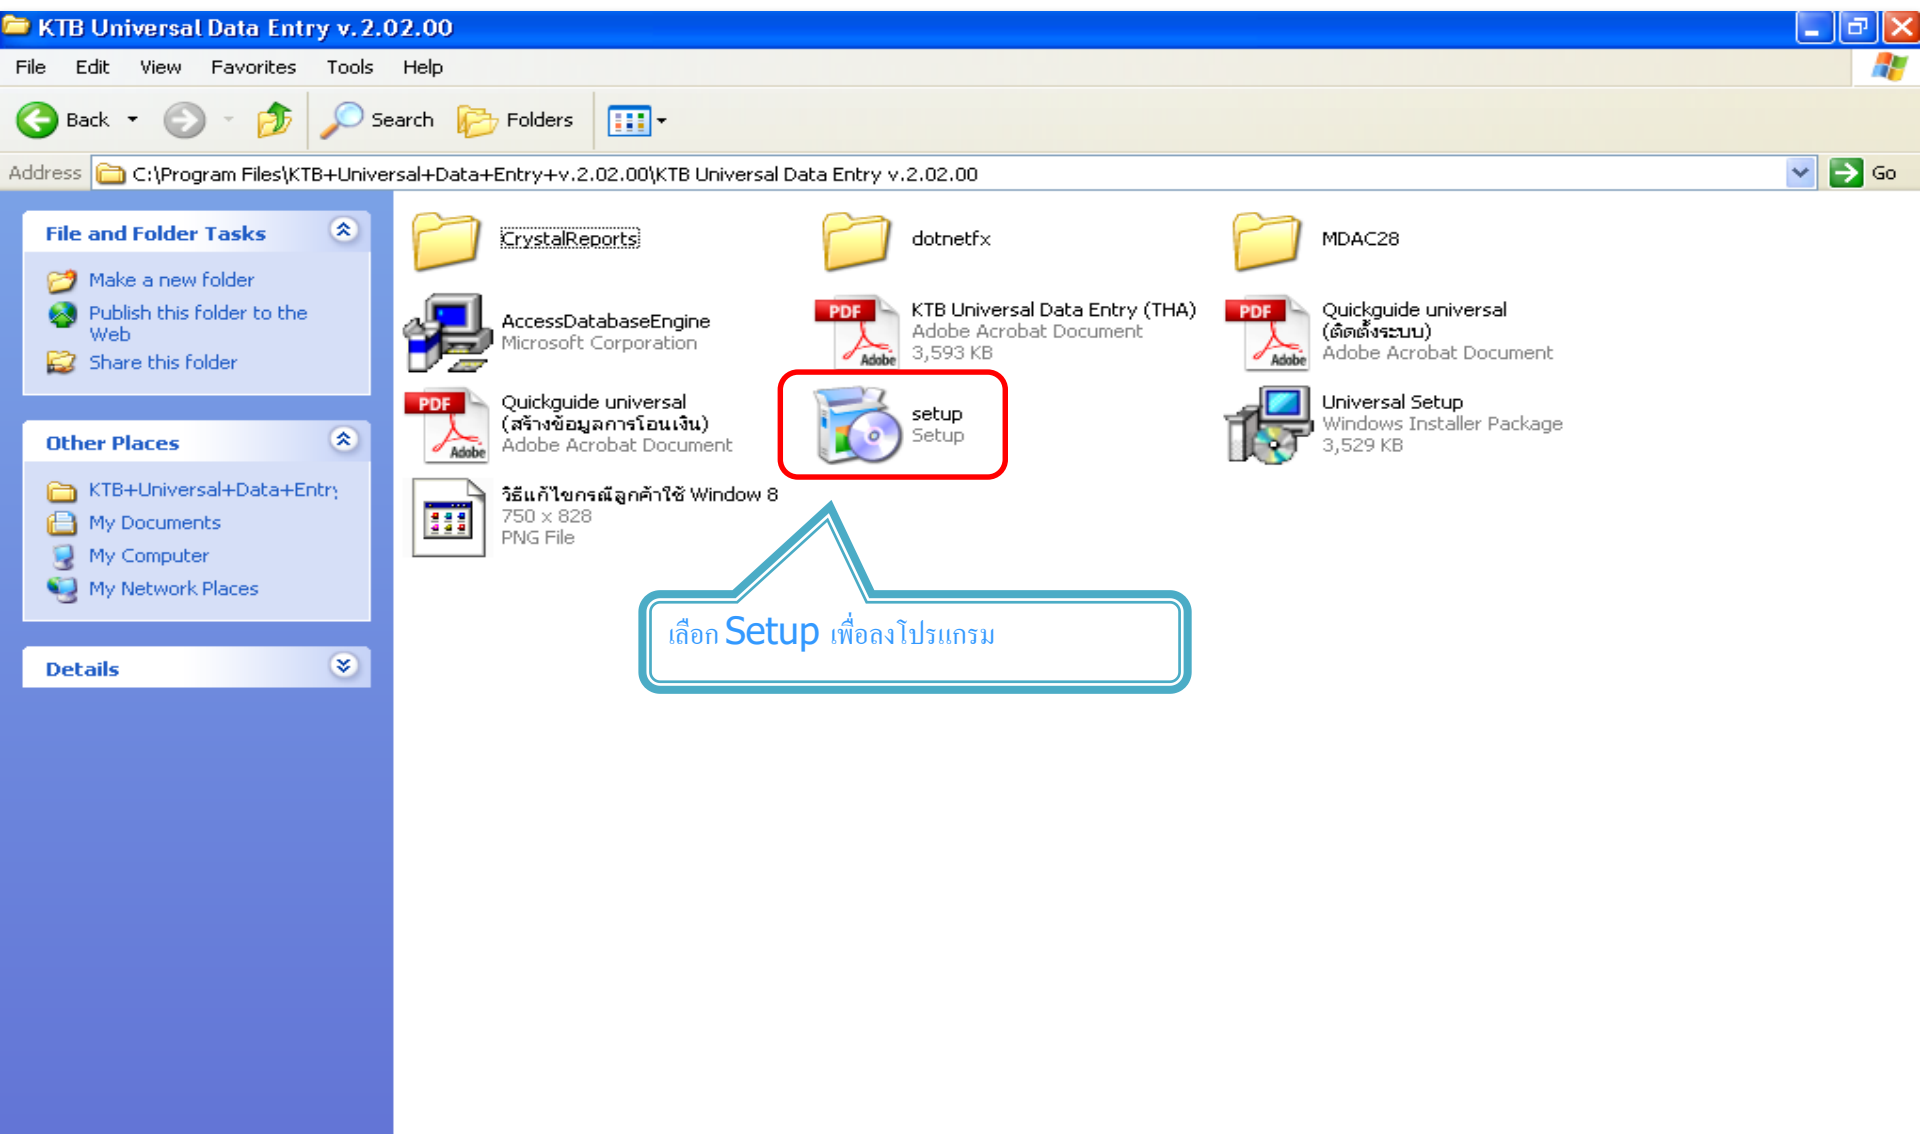 KTB Universal Data Entry v.2.02.00
File Edit View Favorites Tools Help
Back Search Folders
Address C:\Program Files\KTB+Universal+Data+Entry+v.2.02.00\KTB Universal Data Entry v.2.02.00 Go
File and Folder Tasks
Make a new folder
Publish this folder to the
Web
Share this folder
Other Places
KTB+Universal+Data+Entry
My Documents
My Computer
My Network Places
Details
CrystalReports
dotnetfx
MDAC28
AccessDatabaseEngine
Microsoft Corporation
PDF
Adobe
KTB Universal Data Entry (THA)
Adobe Acrobat Document
3,593 KB
PDF
Adobe
Quickguide universal
(ติดตั้งระบบ)
Adobe Acrobat Document
PDF
Adobe
Quickguide universal
(สร้างข้อมูลการโอนเงิน)
Adobe Acrobat Document
setup
Setup
Universal Setup
Windows Installer Package
3,529 KB
วิธีแก้ไขกรณีลูกค้าใช้ Window 8
750 x 828
PNG File
เลือก Setup เพื่อลงโปรแกรม